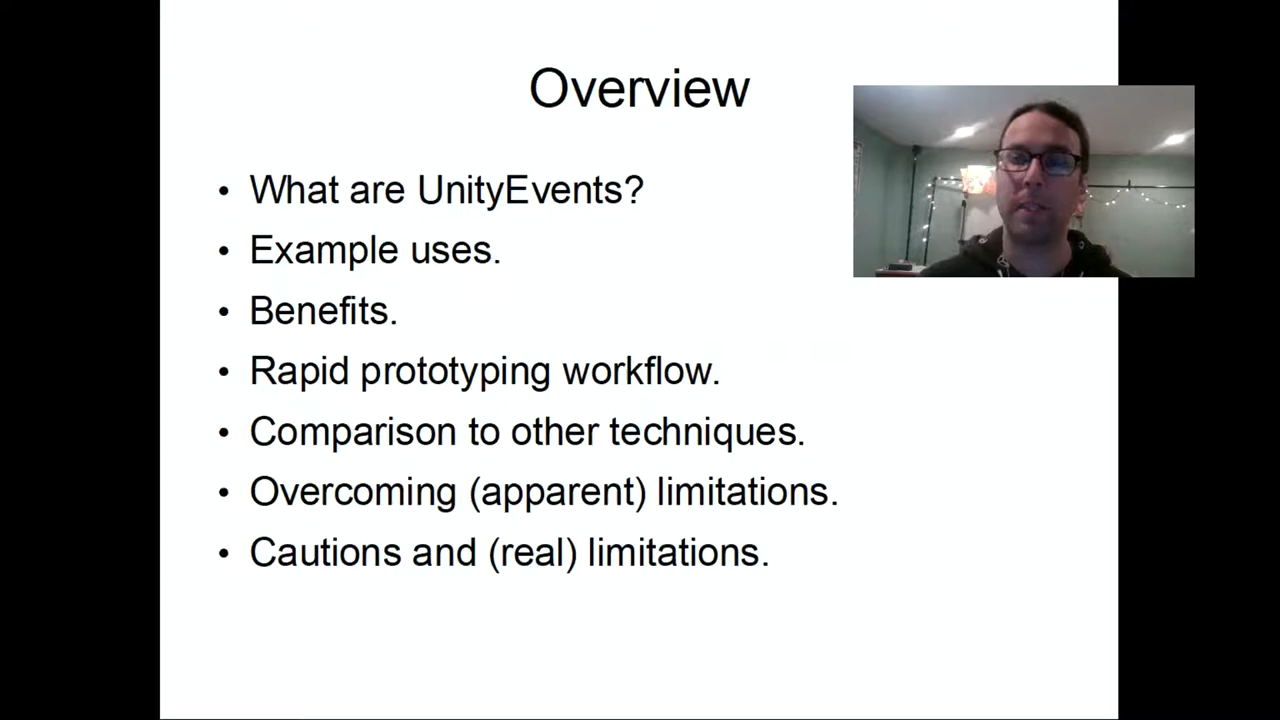 Overview
• What are UnityEvents?
• Example uses.
• Benefits.
• Rapid prototyping workflow.
• Comparison to other techniques.
• Overcoming (apparent) limitations.
• Cautions and (real) limitations.